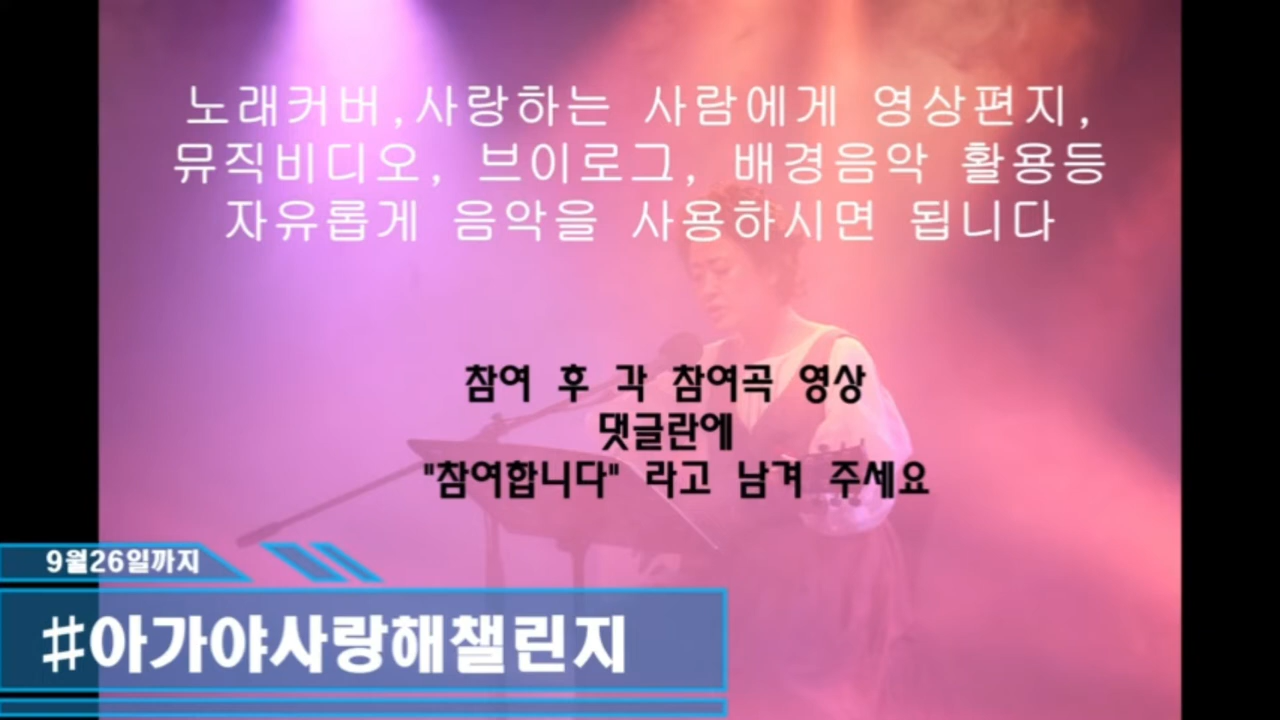 노래커버,사랑하는 사람에게 영상편지,
뮤직비디오, 브이로그, 배경음악 활용등
자유롭게 음악을 사용하시면 됩니다
참여 후 각 참여곡 영상
댓글란에
"참여합니다" 라고 남겨 주세요
9월26일까지
#아가야사랑해챌린지